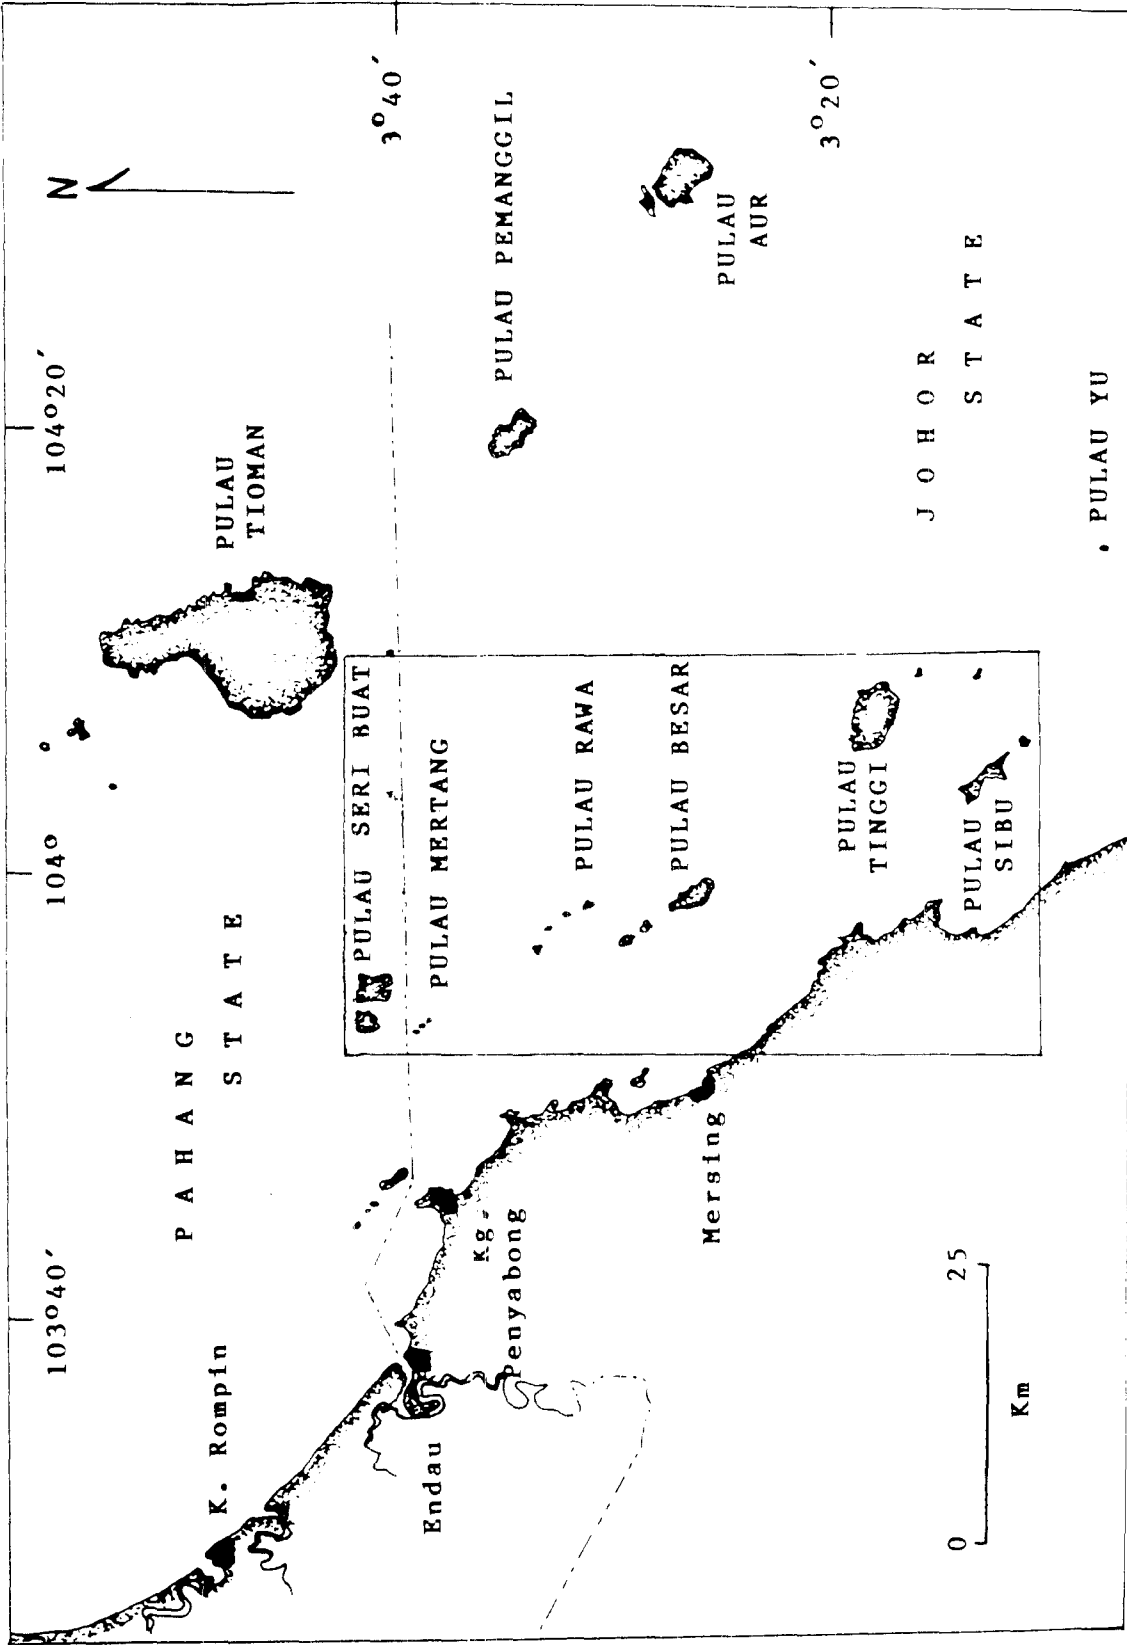 103°40′
104°
104°20′
N
3°40′
3°20′
K. Rompin
PAHANG
STATE
PULAU
TIOMAN
PULAU SERI BUAT
PULAU MERTANG
PULAU PEMANGGIL
Endau
Kg.
Penyabong
PULAU RAWA
PULAU BESAR
Mersing
PULAU
AUR
PULAU
TINGGI
JOHOR
STATE
PULAU
SIBU
PULAU YU
0 25
Km